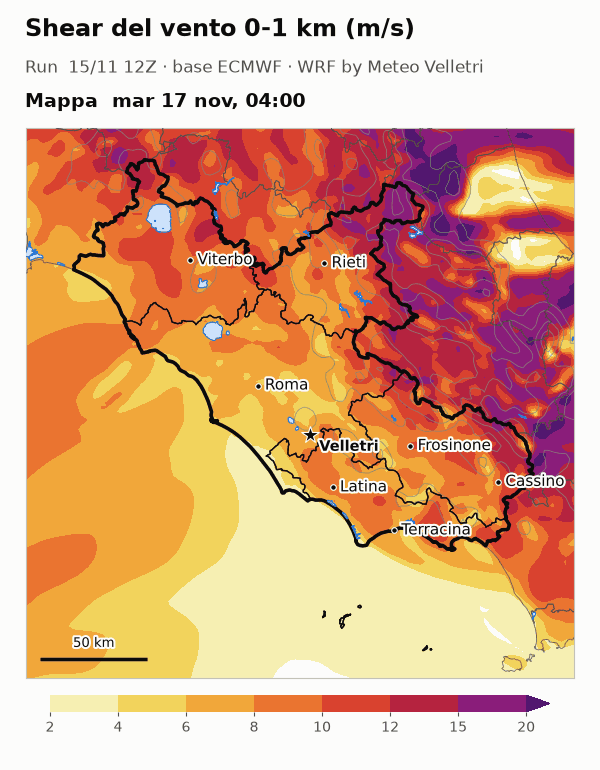 Shear del vento 0-1 km (m/s)
Run  15/11 12Z · base ECMWF · WRF by Meteo Velletri
Mappa  mar 17 nov, 04:00
Viterbo
Rieti
Roma
Velletri
Frosinone
Latina
Cassino
Terracina
50 km
2 4 6 8 10 12 15 20